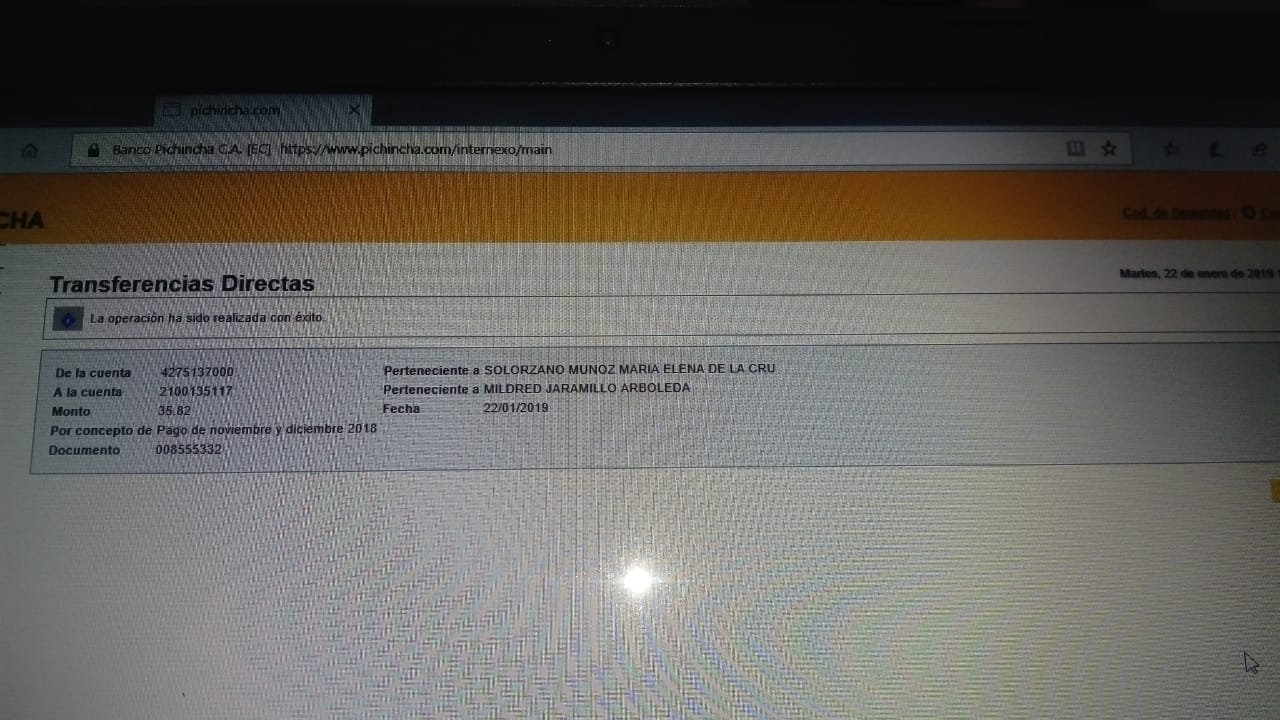 pichincha.com
Banco Pichincha C.A. [EC] https://www.pichincha.com/internexo/main
CHA
Cod. de Seguridad
Transferencias Directas
Martes, 22 de enero de 2019
La operación ha sido realizada con éxito.
De la cuenta 4275137000 Perteneciente a SOLORZANO MUNOZ MARIA ELENA DE LA CRU
A la cuenta 2100135117 Perteneciente a MILDRED JARAMILLO ARBOLEDA
Monto 35.82 Fecha 22/01/2019
Por concepto de Pago de noviembre y diciembre 2018
Documento 008555332